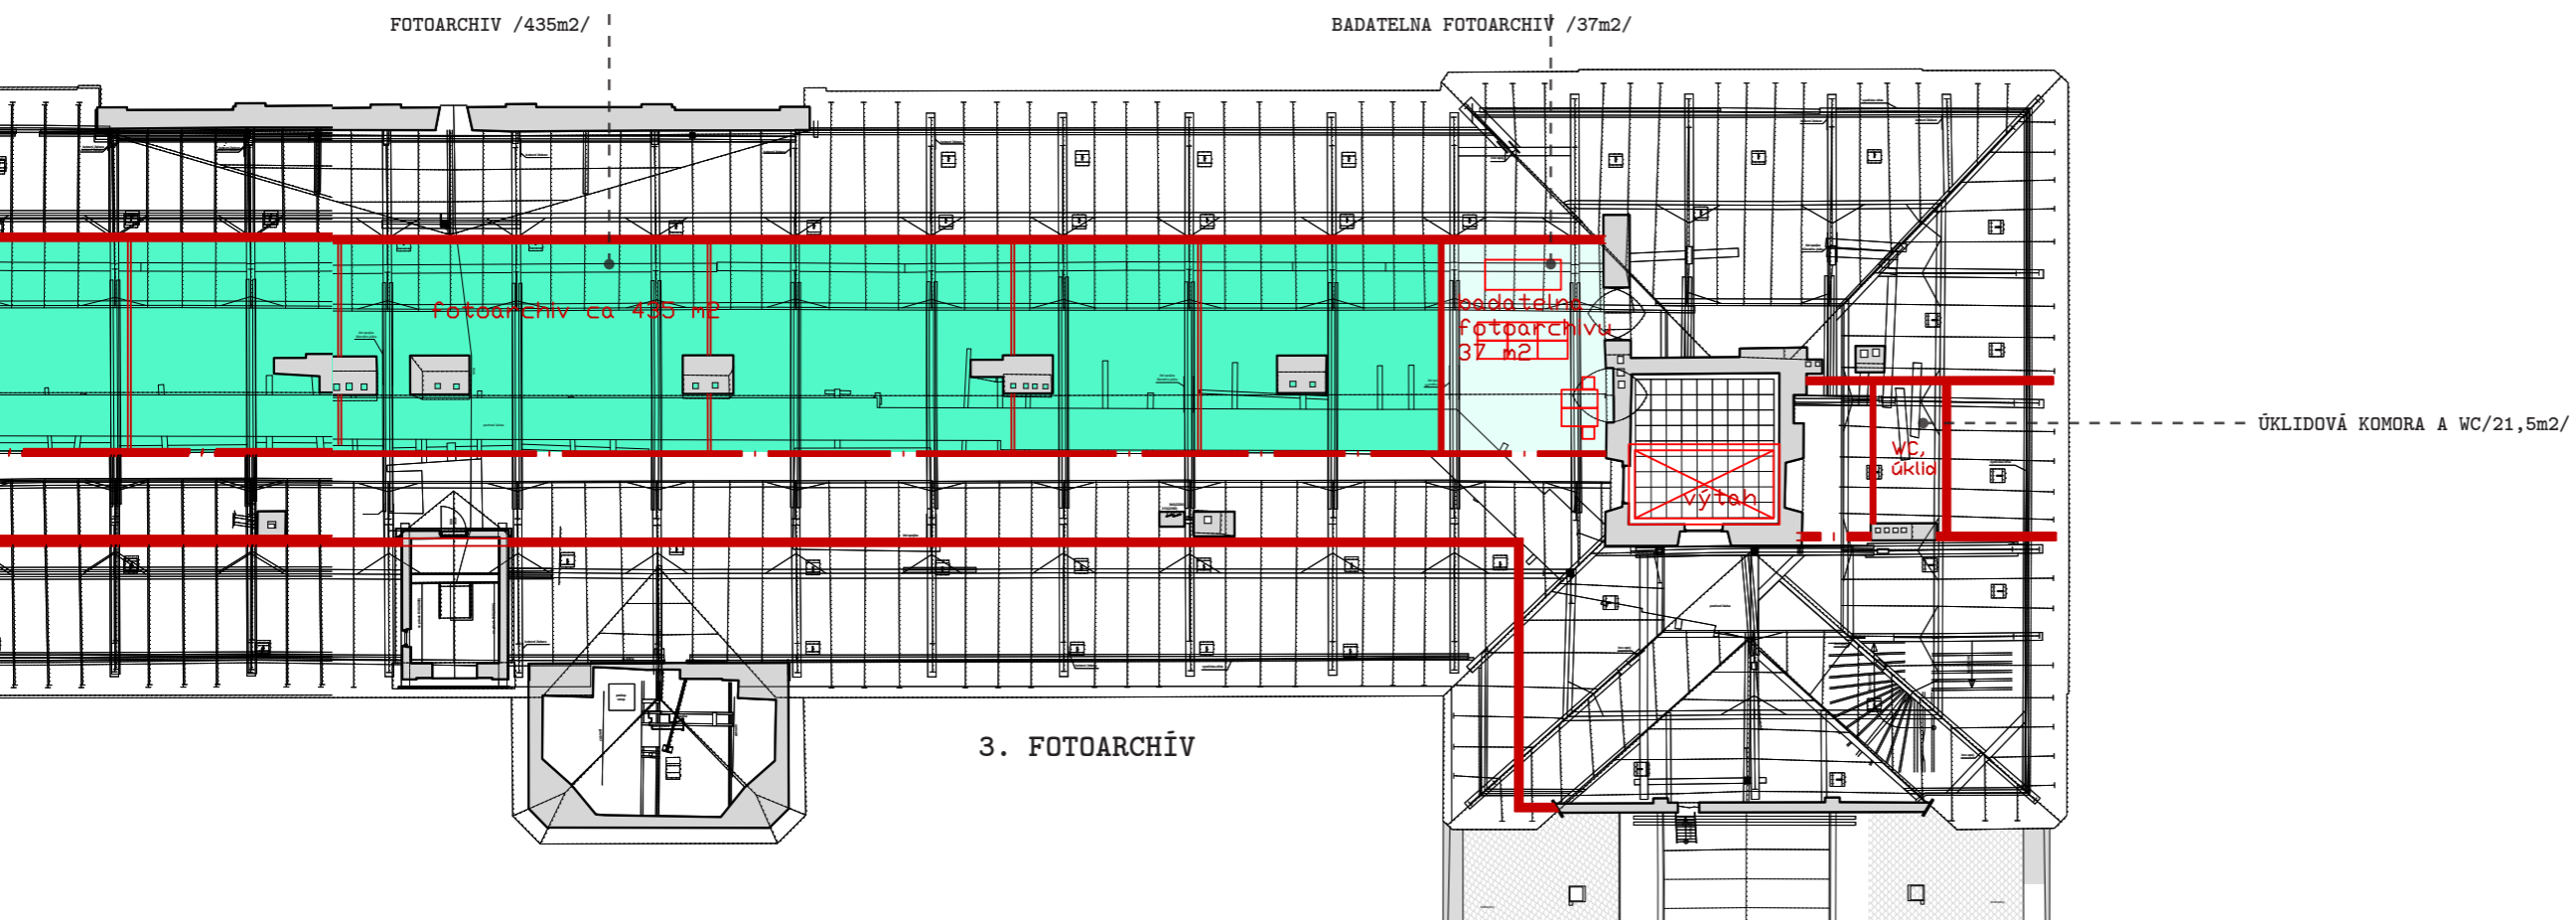 FOTOARCHIV /435m2/
BADATELNA FOTOARCHIV /37m2/
fotoarchiv ca 435 m2
badatelna
fotoarchivu
37 m2
ÚKLIDOVÁ KOMORA A WC/21,5m2/
WC,
úklid
výtah
3. FOTOARCHÍV